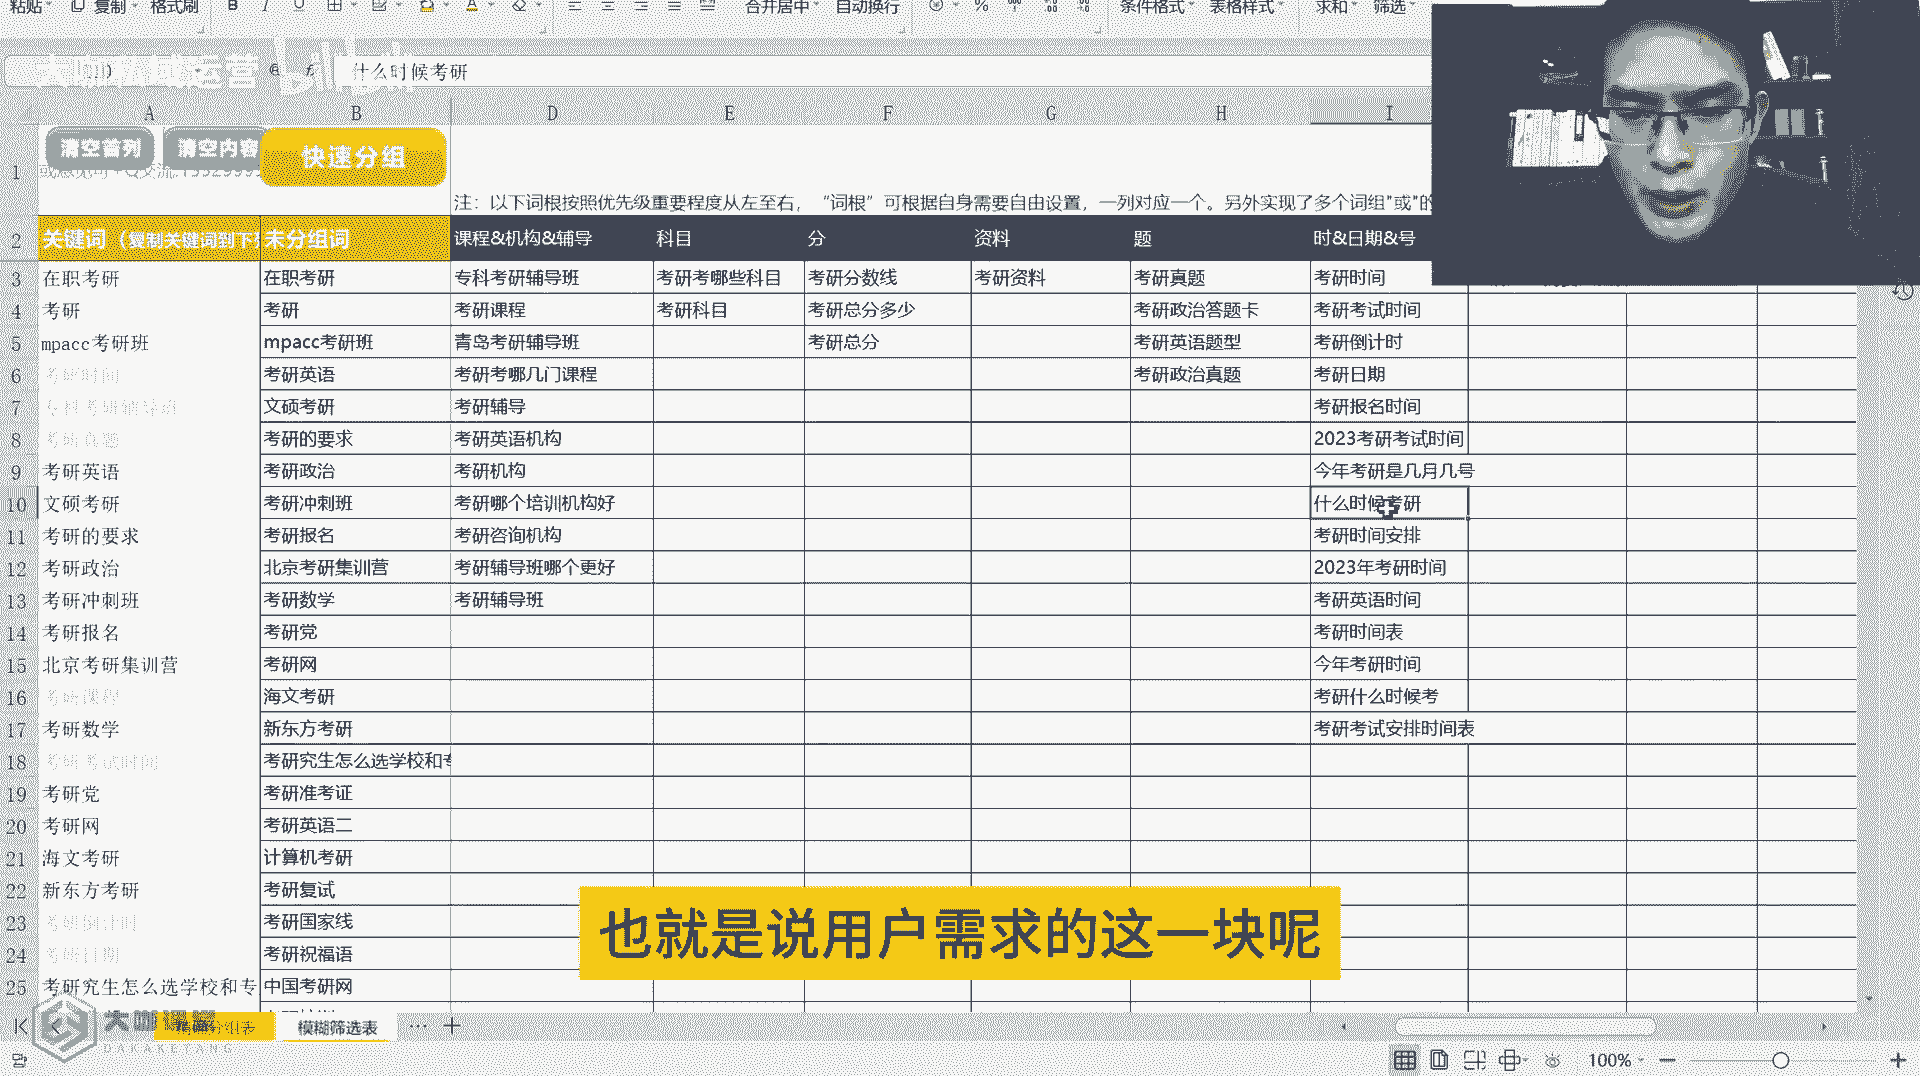 粘贴 复制 格式刷 B I U A 合并居中 自动换行 % 条件格式 表格样式 求和 筛选
什么时候考研
A B D E F G H I
清空首列 清空内容 快速分组
1
注：以下词根按照优先级重要程度从左至右，“词根”可根据自身需要自由设置，一列对应一个。另外实现了多个词组"或"的
2 关键词（复制关键词到下 未分组词 课程&机构&辅导 科目 分 资料 题 时&日期&号
3 在职考研 在职考研 专科考研辅导班 考研考哪些科目 考研分数线 考研资料 考研真题 考研时间
4 考研 考研 考研课程 考研科目 考研总分多少 考研政治答题卡 考研考试时间
5 mpacc考研班 mpacc考研班 青岛考研辅导班 考研总分 考研英语题型 考研倒计时
6 考研时间 考研英语 考研考哪几门课程 考研政治真题 考研日期
7 专科考研辅导班 文硕考研 考研辅导 考研报名时间
8 考研真题 考研的要求 考研英语机构 2023考研考试时间
9 考研英语 考研政治 考研机构 今年考研是几月几号
10 文硕考研 考研冲刺班 考研哪个培训机构好 什么时候考研
11 考研的要求 考研报名 考研咨询机构 考研时间安排
12 考研政治 北京考研集训营 考研辅导班哪个更好 2023年考研时间
13 考研冲刺班 考研数学 考研辅导班 考研英语时间
14 考研报名 考研党 考研时间表
15 北京考研集训营 考研网 今年考研时间
16 考研课程 海文考研 考研什么时候考
17 考研数学 新东方考研 考研考试安排时间表
18 考研考试时间 考研究生怎么选学校和专
19 考研党 考研准考证
20 考研网 考研英语二
21 海文考研 计算机考研
22 新东方考研 考研复试
23 考研倒计时 考研国家线
24 考研日期 考研祝福语
25 考研究生怎么选学校和专 中国考研网
也就是说用户需求的这一块呢
模糊筛选表 ··· +
DAKAKETANG
100%